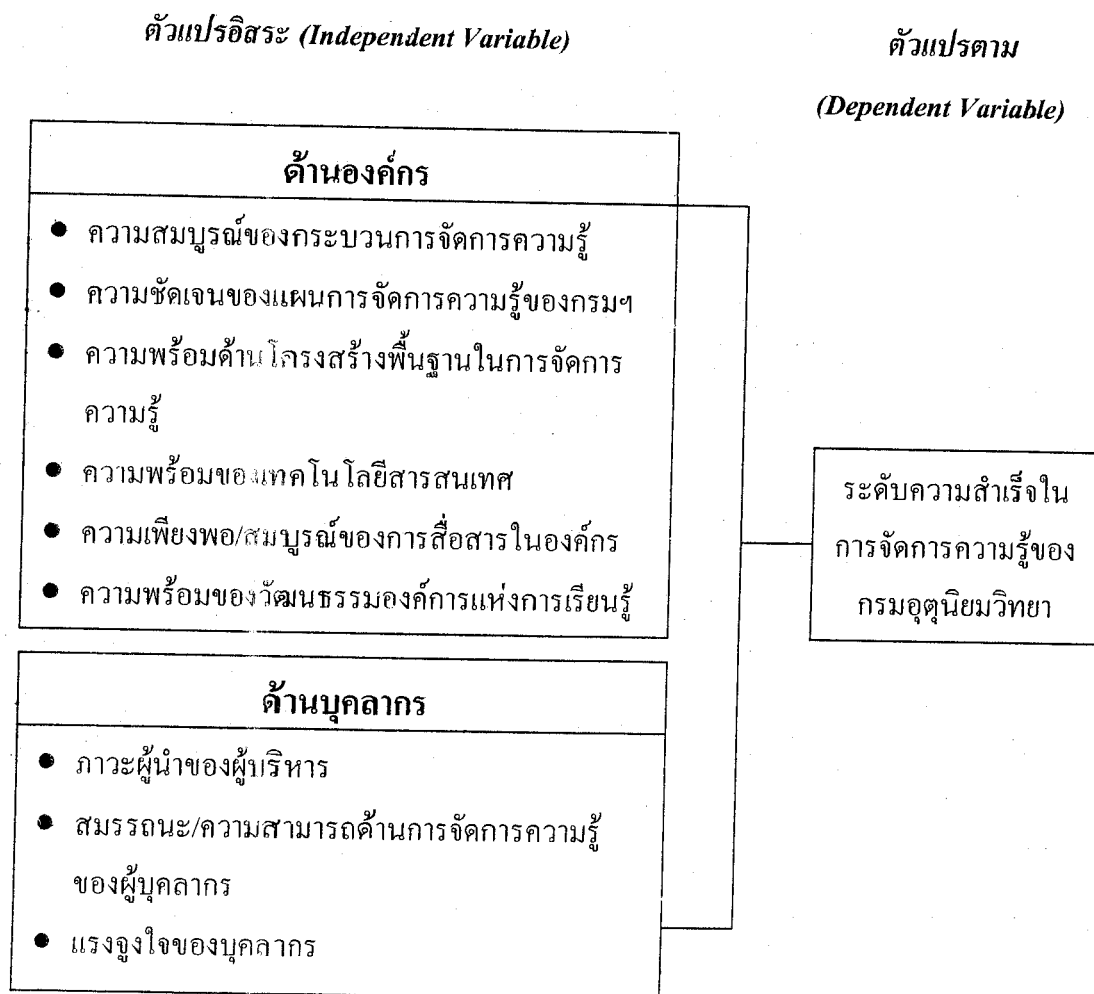 ตัวแปรอิสระ (Independent Variable)
ตัวแปรตาม
(Dependent Variable)
ด้านองค์กร
● ความสมบูรณ์ของกระบวนการจัดการความรู้
● ความชัดเจนของแผนการจัดการความรู้ของกรมฯ
● ความพร้อมด้านโครงสร้างพื้นฐานในการจัดการ
ความรู้
● ความพร้อมของเทคโนโลยีสารสนเทศ
● ความเพียงพอ/สมบูรณ์ของการสื่อสารในองค์กร
● ความพร้อมของวัฒนธรรมองค์การแห่งการเรียนรู้
ระดับความสำเร็จใน
การจัดการความรู้ของ
กรมอุตุนิยมวิทยา
ด้านบุคลากร
● ภาวะผู้นำของผู้บริหาร
● สมรรถนะ/ความสามารถด้านการจัดการความรู้
ของผู้บุคลากร
● แรงจูงใจของบุคลากร